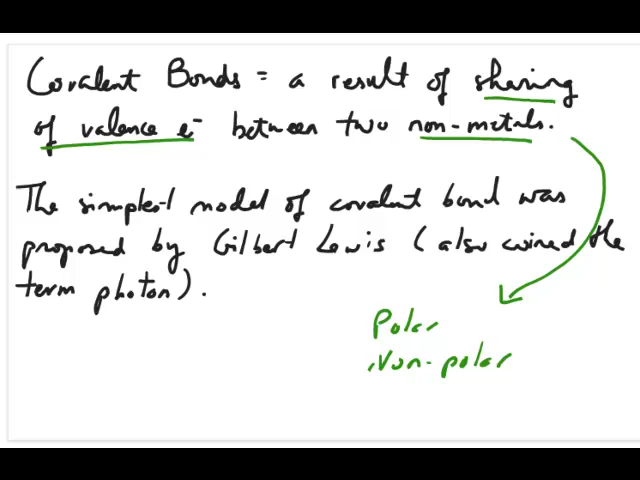 Covalent Bonds = a result of sharing
of valence e⁻ between two non-metals.
The simplest model of covalent bond was
proposed by Gilbert Lewis (also coined the
term photon).
Polar
Non-polar